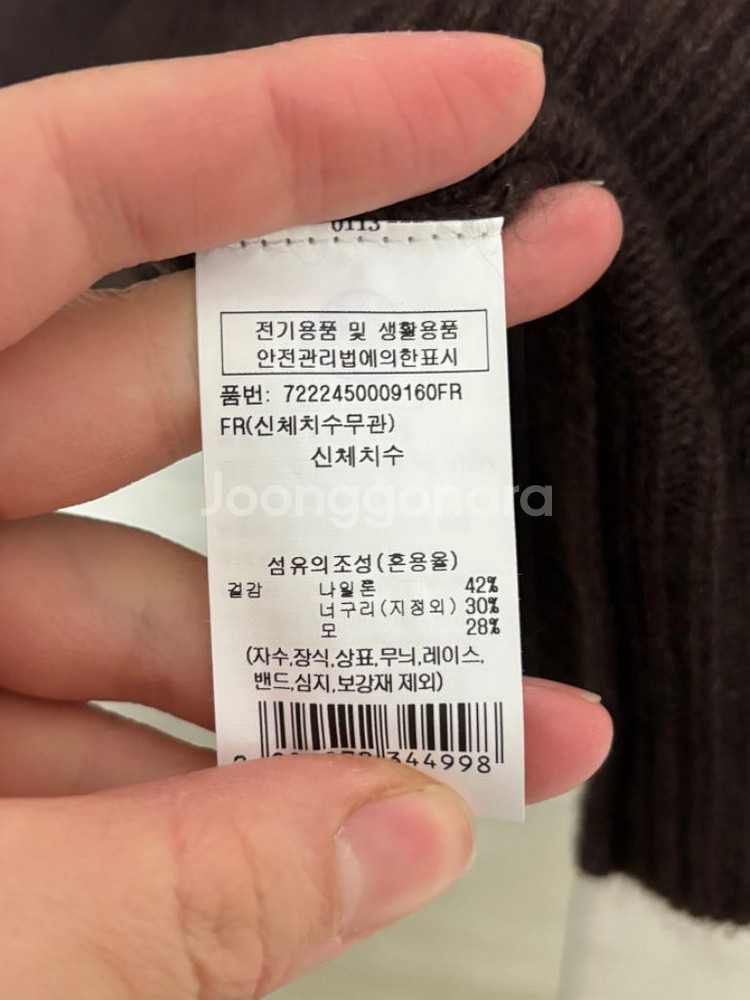 0113
전기용품 및 생활용품
안전관리법에의한표시
품번: 7222450009160FR
FR(신체치수무관)
신체치수
Joonggonara
섬유의조성(혼용율)
겉감 나일론 42%
너구리(지정외) 30%
모 28%
(자수,장식,상표,무늬,레이스,
밴드,심지,보강재 제외)
344998